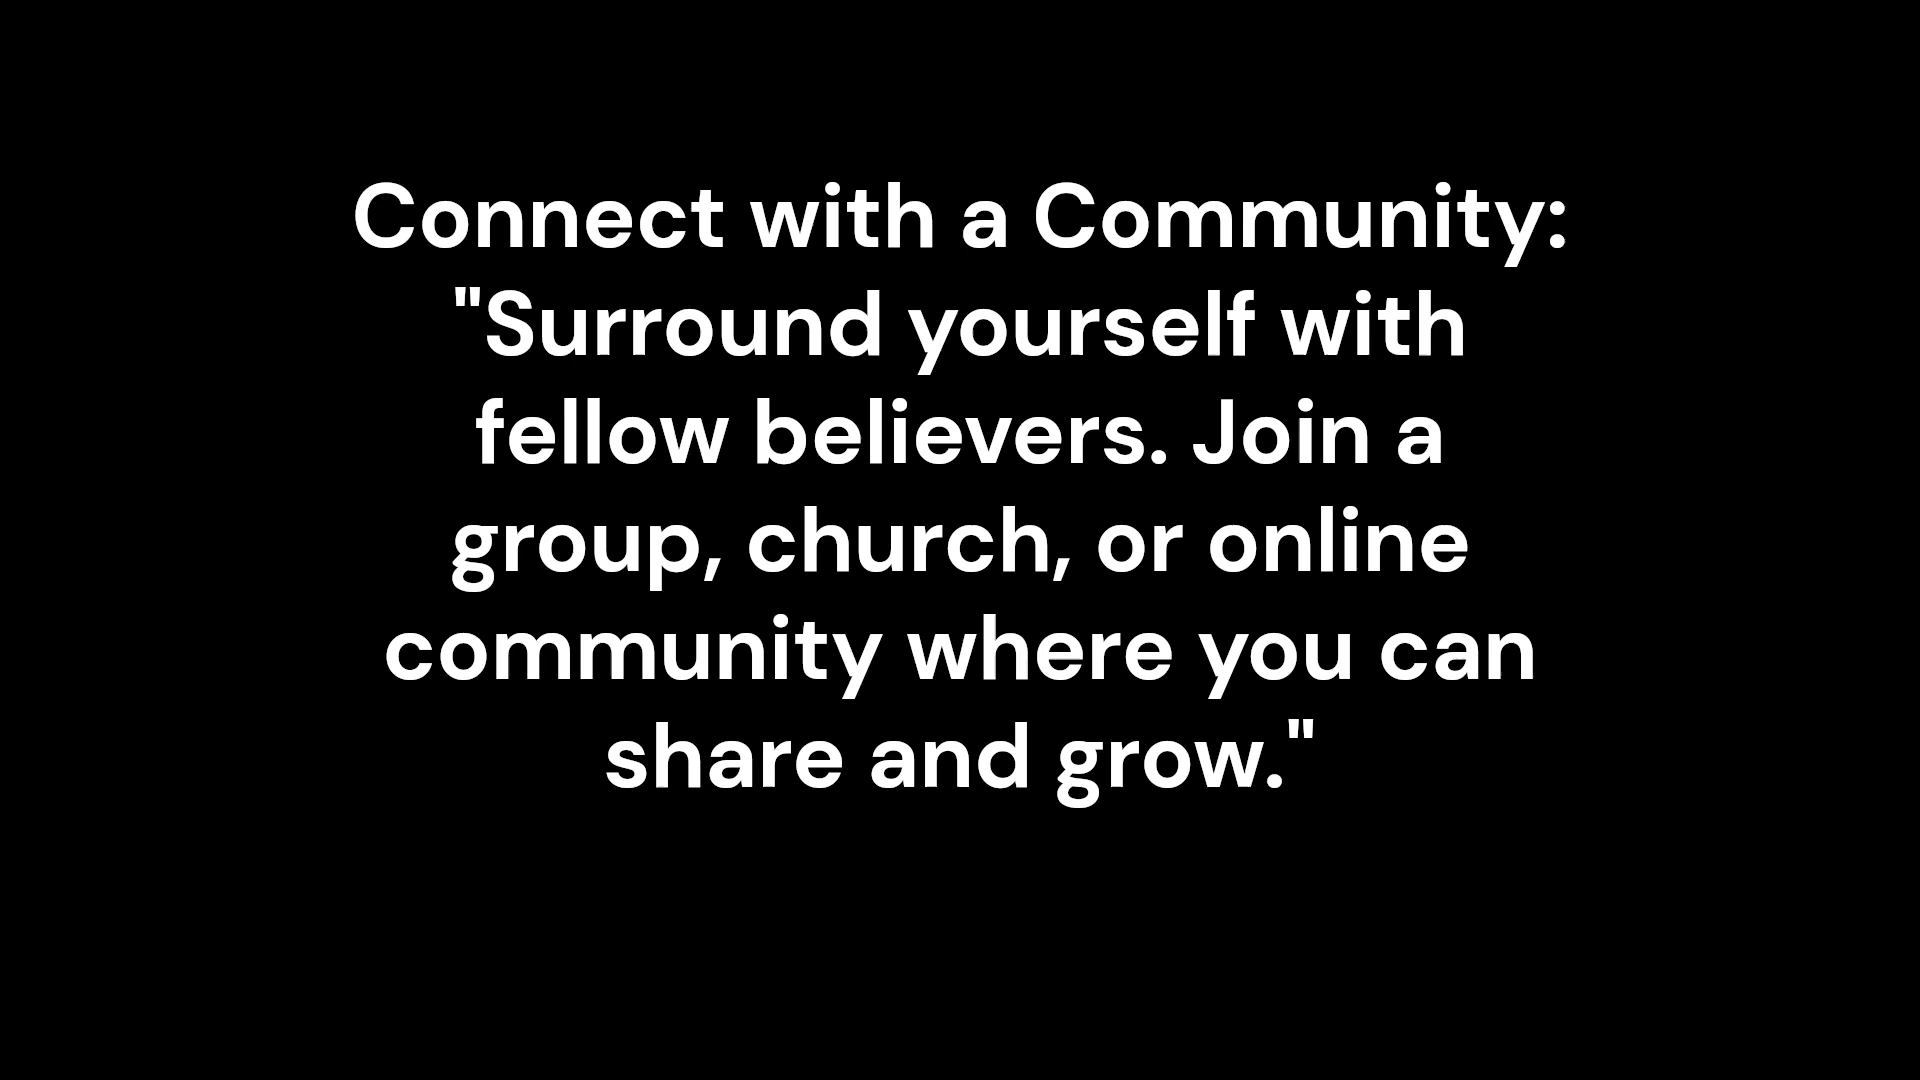 Connect with a Community:
"Surround yourself with
fellow believers. Join a
group, church, or online
community where you can
share and grow."